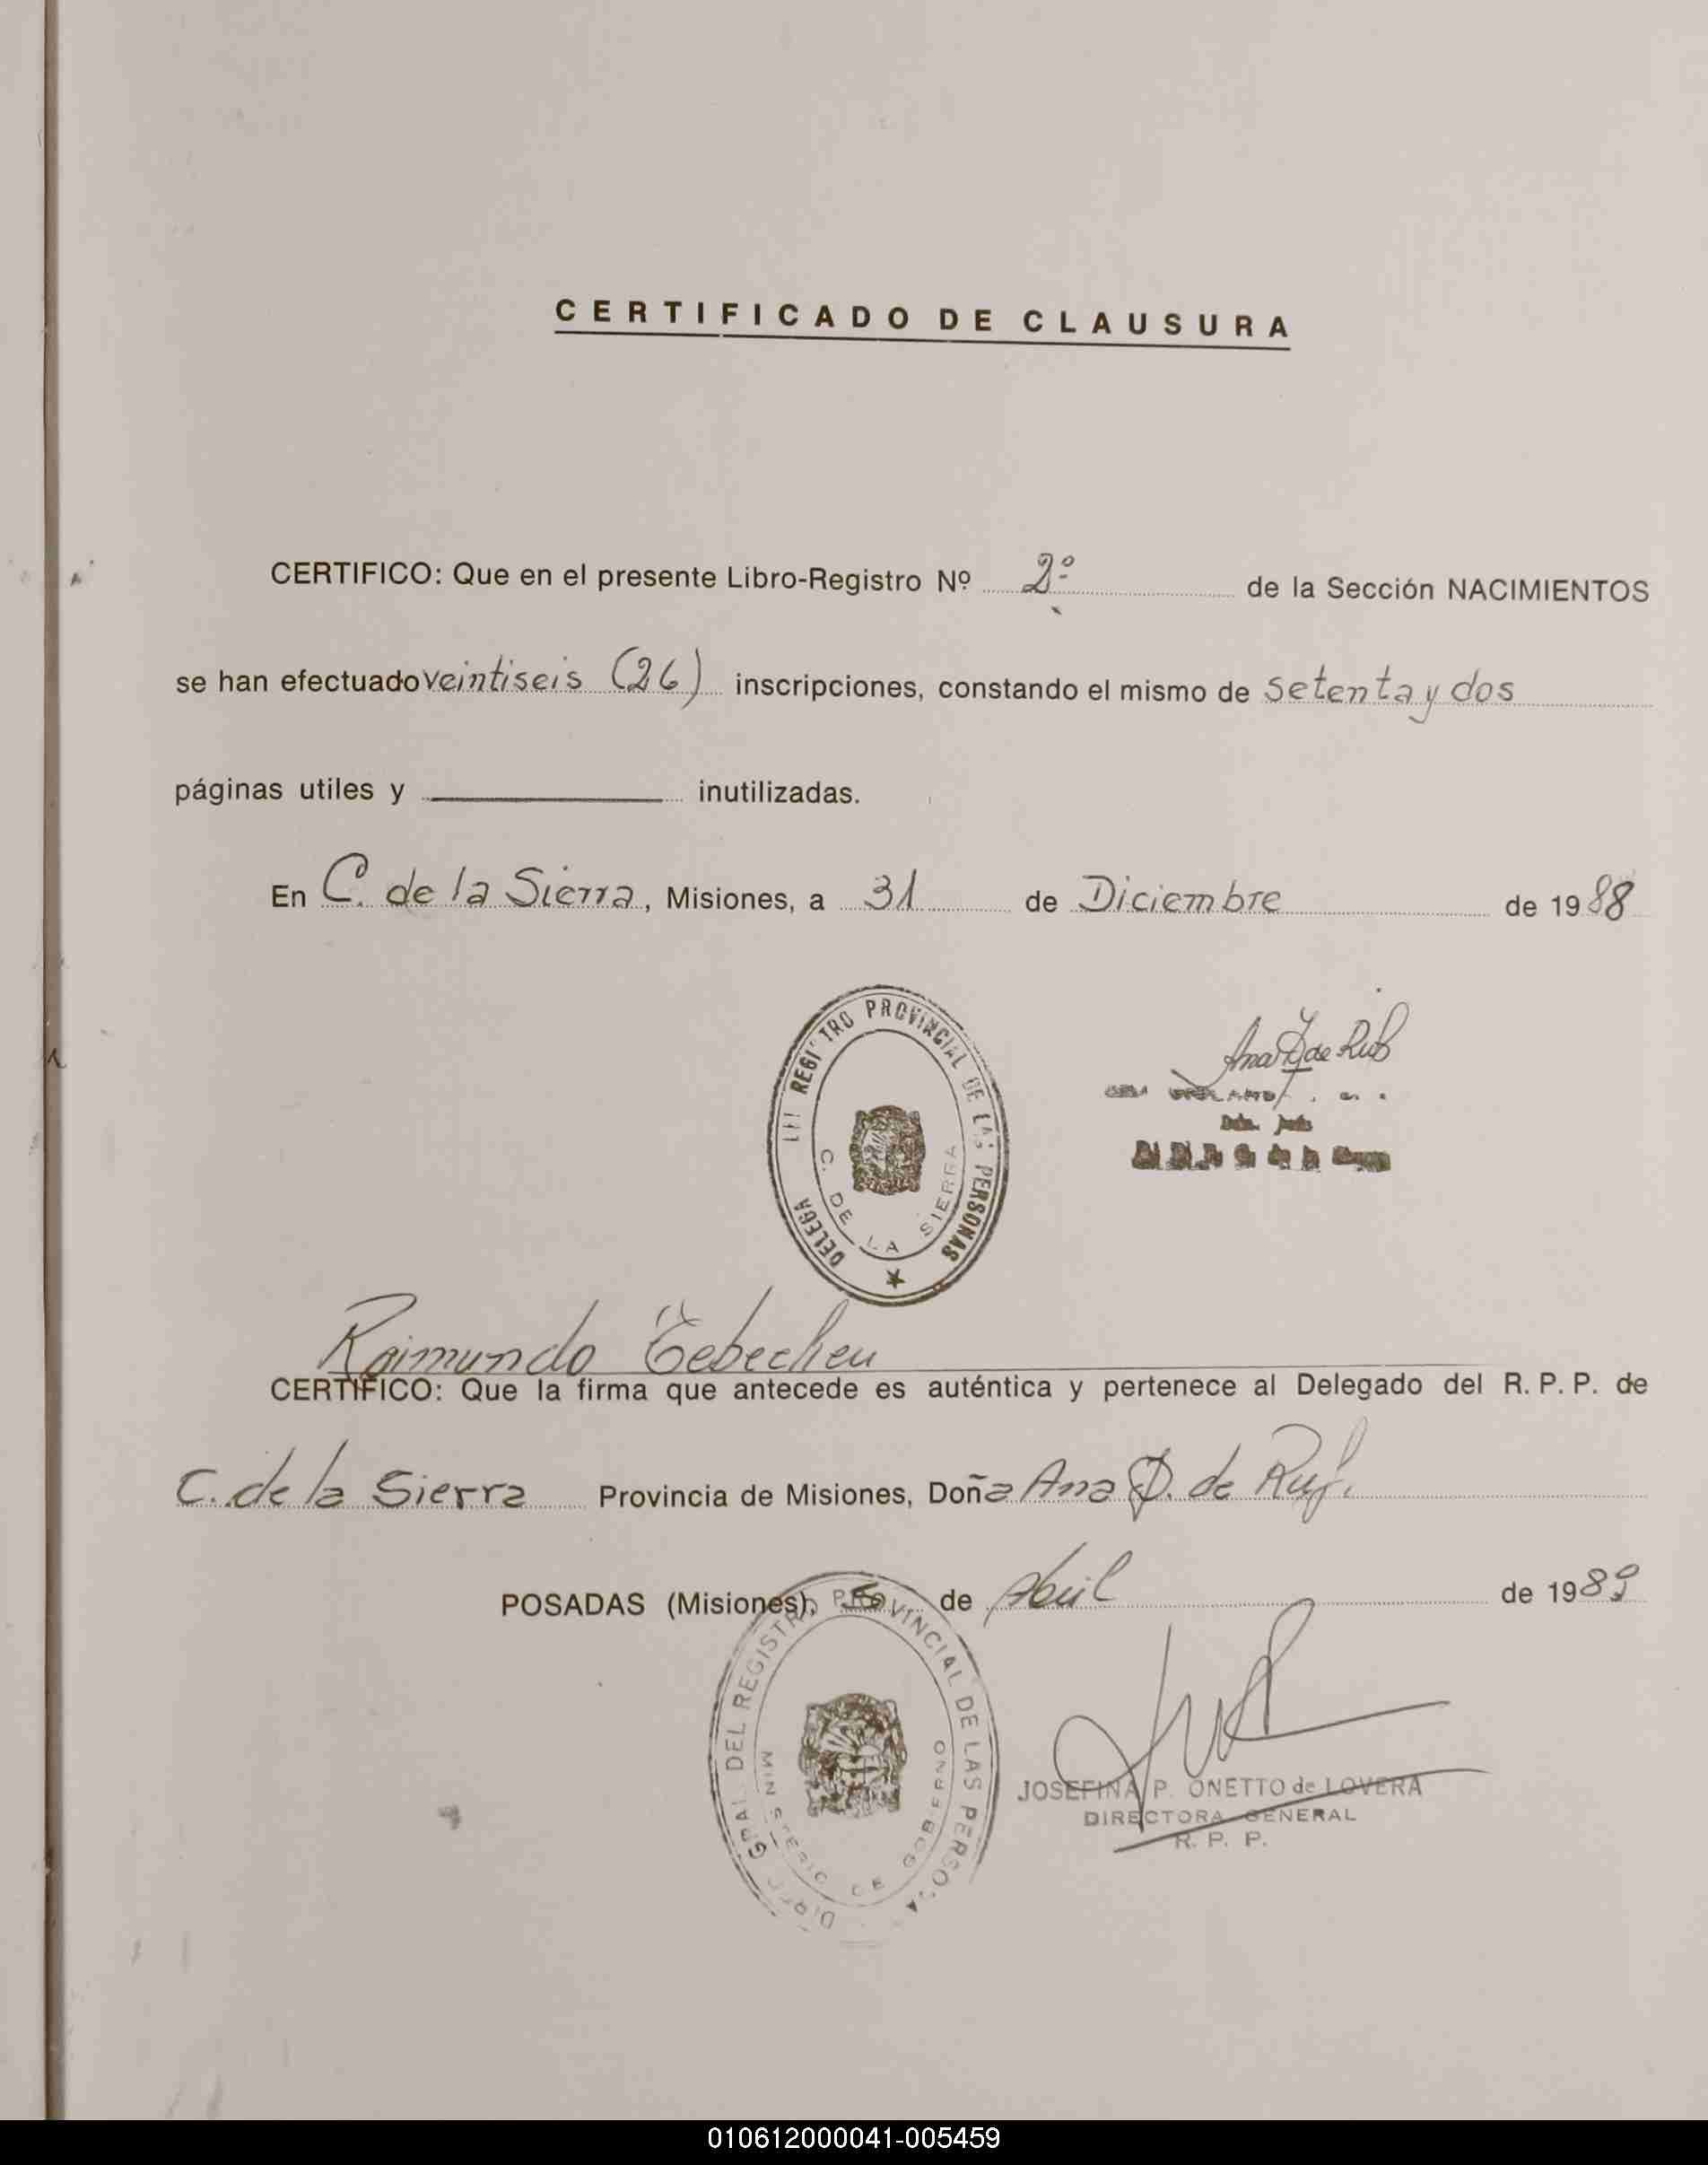 CERTIFICADO DE CLAUSURA
CERTIFICO: Que en el presente Libro-Registro Nº 2º de la Sección NACIMIENTOS
se han efectuado veintiseis (26) inscripciones, constando el mismo de setenta y dos
páginas utiles y inutilizadas.
En C. de la Sierra, Misiones, a 31 de Diciembre de 1988
REGISTRO PROVINCIAL DE LAS PERSONAS
C. DE LA SIERRA
Raimundo
CERTIFICO: Que la firma que antecede es auténtica y pertenece al Delegado del R. P. P. de
C. de la Sierra Provincia de Misiones, Doña Ana D. de Ruf.
POSADAS (Misiones), de Abril de 1989
GRAL DEL REGISTRO PROVINCIAL DE LAS PERSONAS
MINISTERIO DE GOBIERNO
JOSEFINA P. ONETTO de LOVERA
DIRECTORA GENERAL
R. P. P.
010612000041-005459